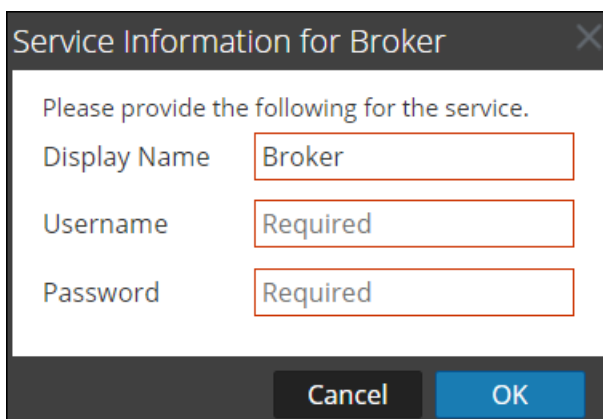 Service Information for Broker
Please provide the following for the service.
Display Name Broker
Username Required
Password Required
Cancel OK